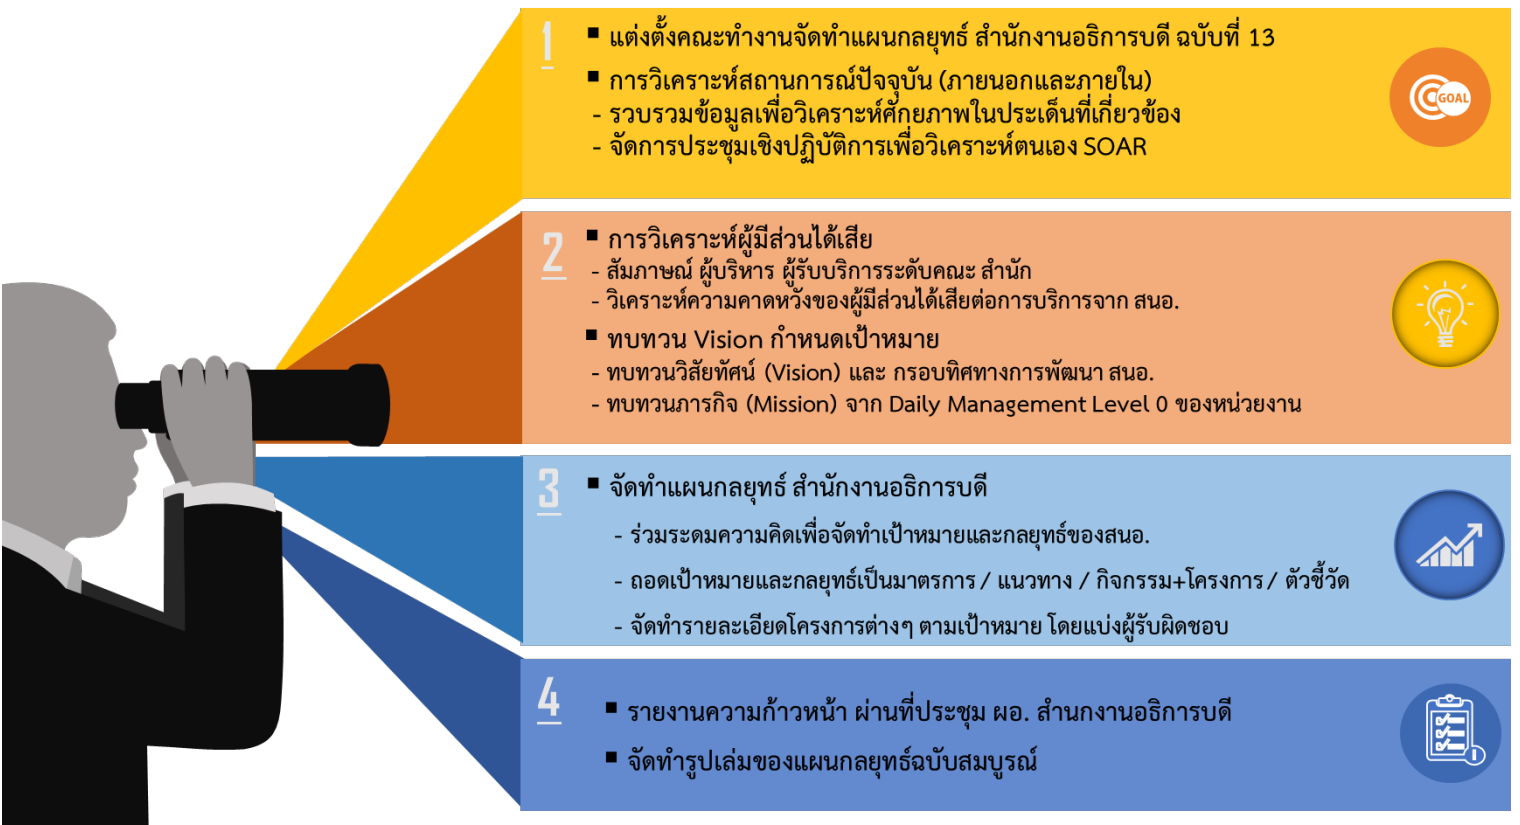 1
▪ แต่งตั้งคณะทำงานจัดทำแผนกลยุทธ์ สำนักงานอธิการบดี ฉบับที่ 13
▪ การวิเคราะห์สถานการณ์ปัจจุบัน (ภายนอกและภายใน)
- รวบรวมข้อมูลเพื่อวิเคราะห์ศักยภาพในประเด็นที่เกี่ยวข้อง
- จัดการประชุมเชิงปฏิบัติการเพื่อวิเคราะห์ตนเอง SOAR
GOAL
2
▪ การวิเคราะห์ผู้มีส่วนได้เสีย
- สัมภาษณ์ ผู้บริหาร ผู้รับบริการระดับคณะ สำนัก
- วิเคราะห์ความคาดหวังของผู้มีส่วนได้เสียต่อการบริการจาก สนอ.
▪ ทบทวน Vision กำหนดเป้าหมาย
- ทบทวนวิสัยทัศน์ (Vision) และ กรอบทิศทางการพัฒนา สนอ.
- ทบทวนภารกิจ (Mission) จาก Daily Management Level 0 ของหน่วยงาน
3
▪ จัดทำแผนกลยุทธ์ สำนักงานอธิการบดี
- ร่วมระดมความคิดเพื่อจัดทำเป้าหมายและกลยุทธ์ของสนอ.
- ถอดเป้าหมายและกลยุทธ์เป็นมาตรการ / แนวทาง / กิจกรรม+โครงการ / ตัวชี้วัด
- จัดทำรายละเอียดโครงการต่างๆ ตามเป้าหมาย โดยแบ่งผู้รับผิดชอบ
4
▪ รายงานความก้าวหน้า ผ่านที่ประชุม ผอ. สำนกงานอธิการบดี
▪ จัดทำรูปเล่มของแผนกลยุทธ์ฉบับสมบูรณ์